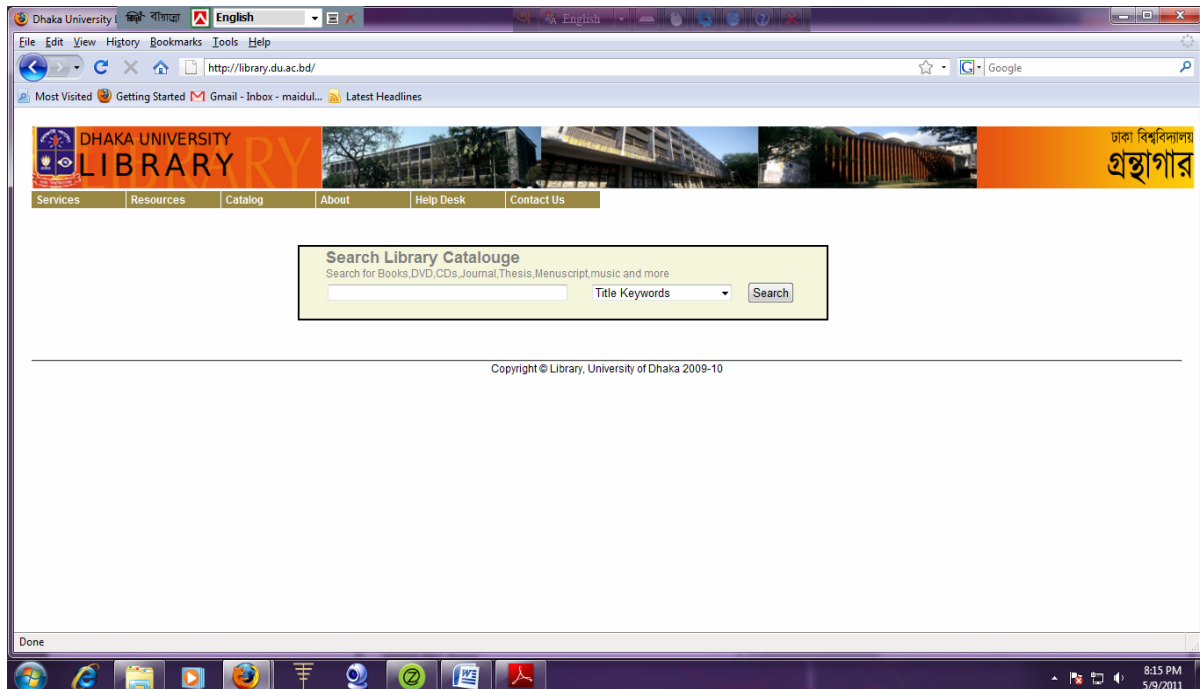 Dhaka University
বাঁয়ান্নো
English
English
File Edit View History Bookmarks Tools Help
http://library.du.ac.bd/
G Google
Most Visited Getting Started Gmail - Inbox - maidul... Latest Headlines
DHAKA UNIVERSITY
LIBRARY
ঢাকা বিশ্ববিদ্যালয়
গ্রন্থাগার
Services Resources Catalog About Help Desk Contact Us
Search Library Catalouge
Search for Books,DVD,CDs,Journal,Thesis,Menuscript,music and more
Title Keywords Search
Copyright © Library, University of Dhaka 2009-10
Done
8:15 PM
5/9/2011